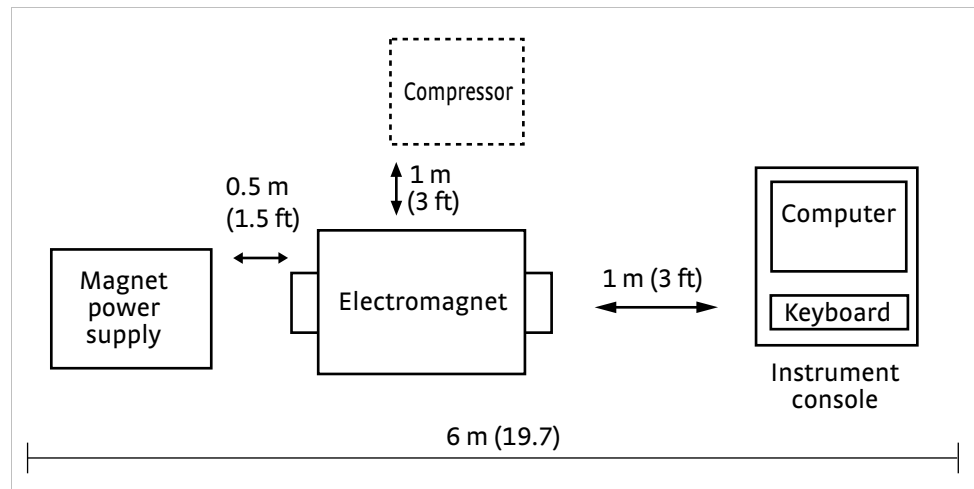 Compressor
0.5 m
(1.5 ft)
1 m
(3 ft)
Magnet
power
supply
Electromagnet
1 m (3 ft)
Computer
Keyboard
Instrument
console
6 m (19.7)